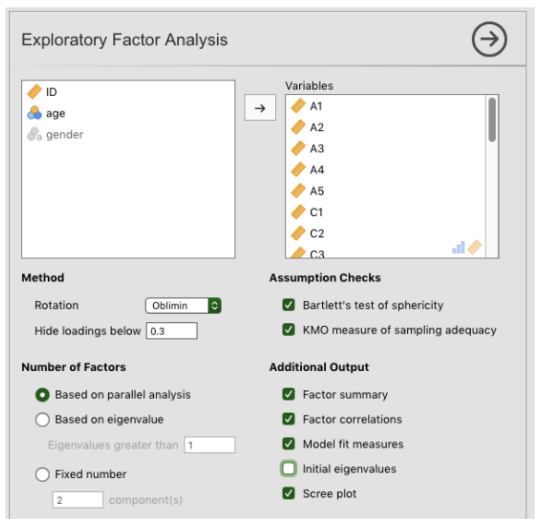 Exploratory Factor Analysis
ID
age
gender
Variables
A1
A2
A3
A4
A5
C1
C2
C3
Method
Rotation Oblimin
Hide loadings below 0.3
Number of Factors
Based on parallel analysis
Based on eigenvalue
Eigenvalues greater than 1
Fixed number
2 component(s)
Assumption Checks
Bartlett's test of sphericity
KMO measure of sampling adequacy
Additional Output
Factor summary
Factor correlations
Model fit measures
Initial eigenvalues
Scree plot